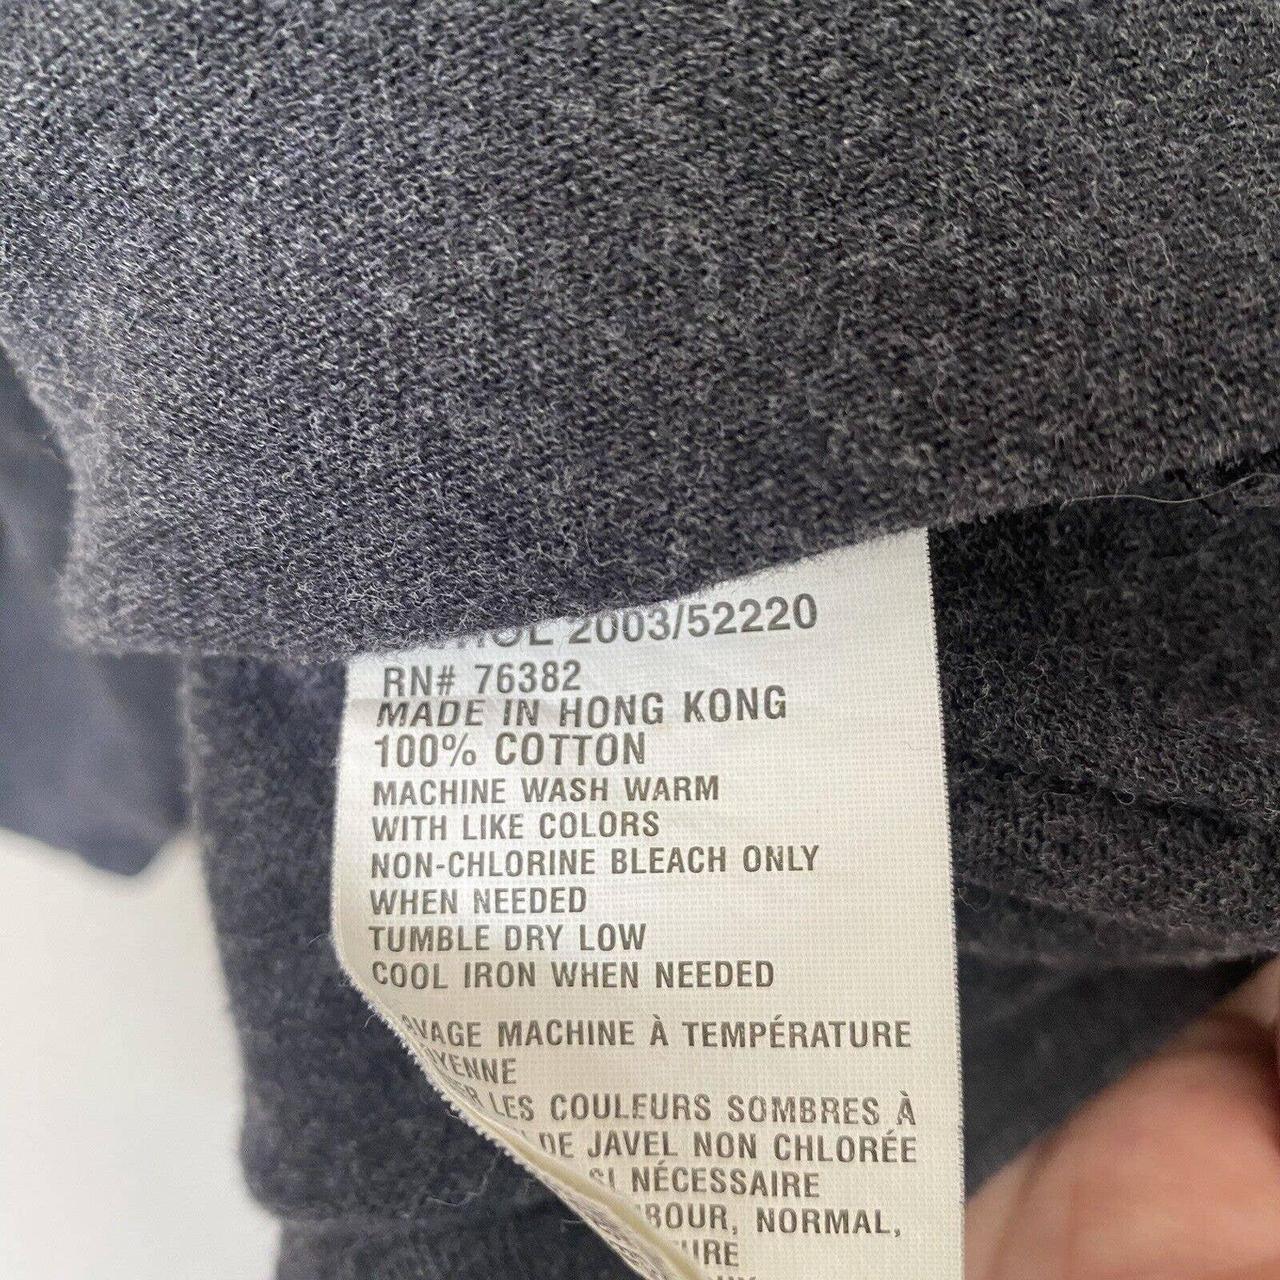 2003/52220
RN# 76382
MADE IN HONG KONG
100% COTTON
MACHINE WASH WARM
WITH LIKE COLORS
NON-CHLORINE BLEACH ONLY
WHEN NEEDED
TUMBLE DRY LOW
COOL IRON WHEN NEEDED
MACHINE À TEMPÉRATURE
LES COULEURS SOMBRES À
DE JAVEL NON CHLORÉE
SI NÉCESSAIRE
NORMAL,